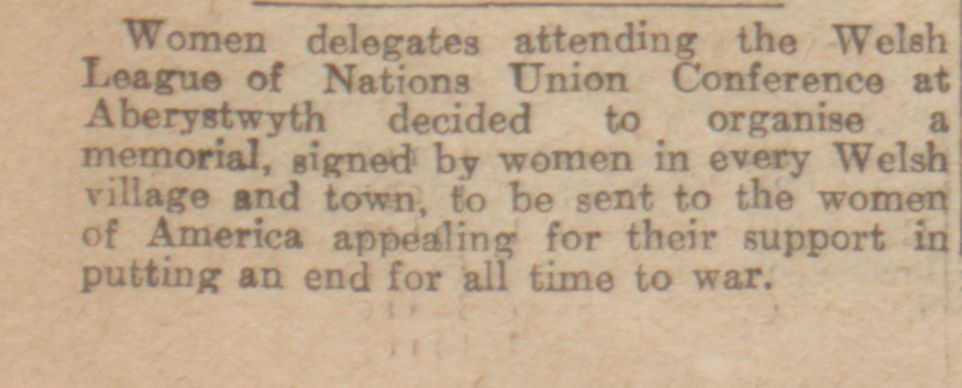 Women delegates attending the Welsh
League of Nations Union Conference at
Aberystwyth decided to organise a
memorial, signed by women in every Welsh
village and town, to be sent to the women
of America appealing for their support in
putting an end for all time to war.